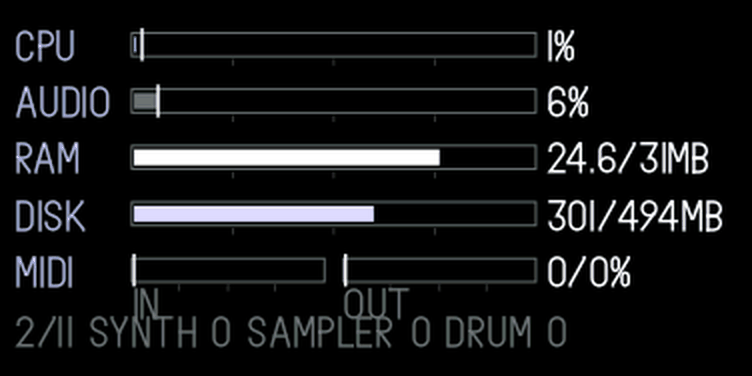 CPU 1%
AUDIO 6%
RAM 24.6/31MB
DISK 301/494MB
MIDI 0/0%
IN OUT
2/11 SYNTH 0 SAMPLER 0 DRUM 0